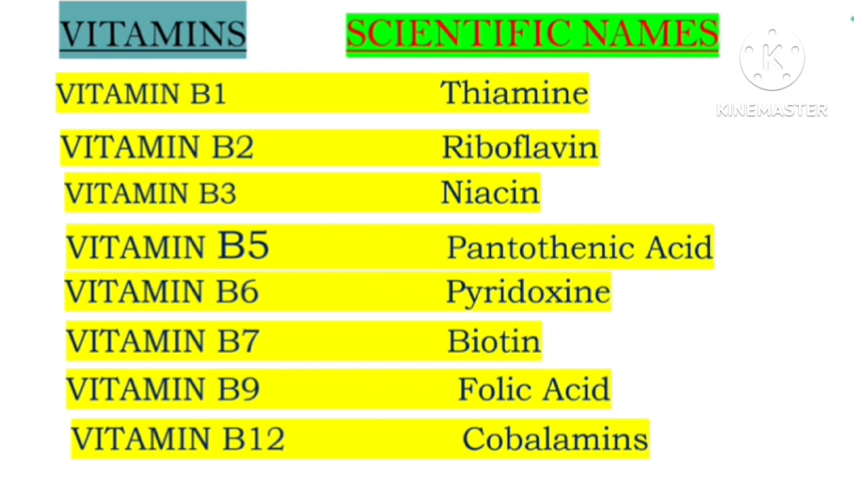 VITAMINS SCIENTIFIC NAMES
KINEMASTER
VITAMIN B1 Thiamine
VITAMIN B2 Riboflavin
VITAMIN B3 Niacin
VITAMIN B5 Pantothenic Acid
VITAMIN B6 Pyridoxine
VITAMIN B7 Biotin
VITAMIN B9 Folic Acid
VITAMIN B12 Cobalamins